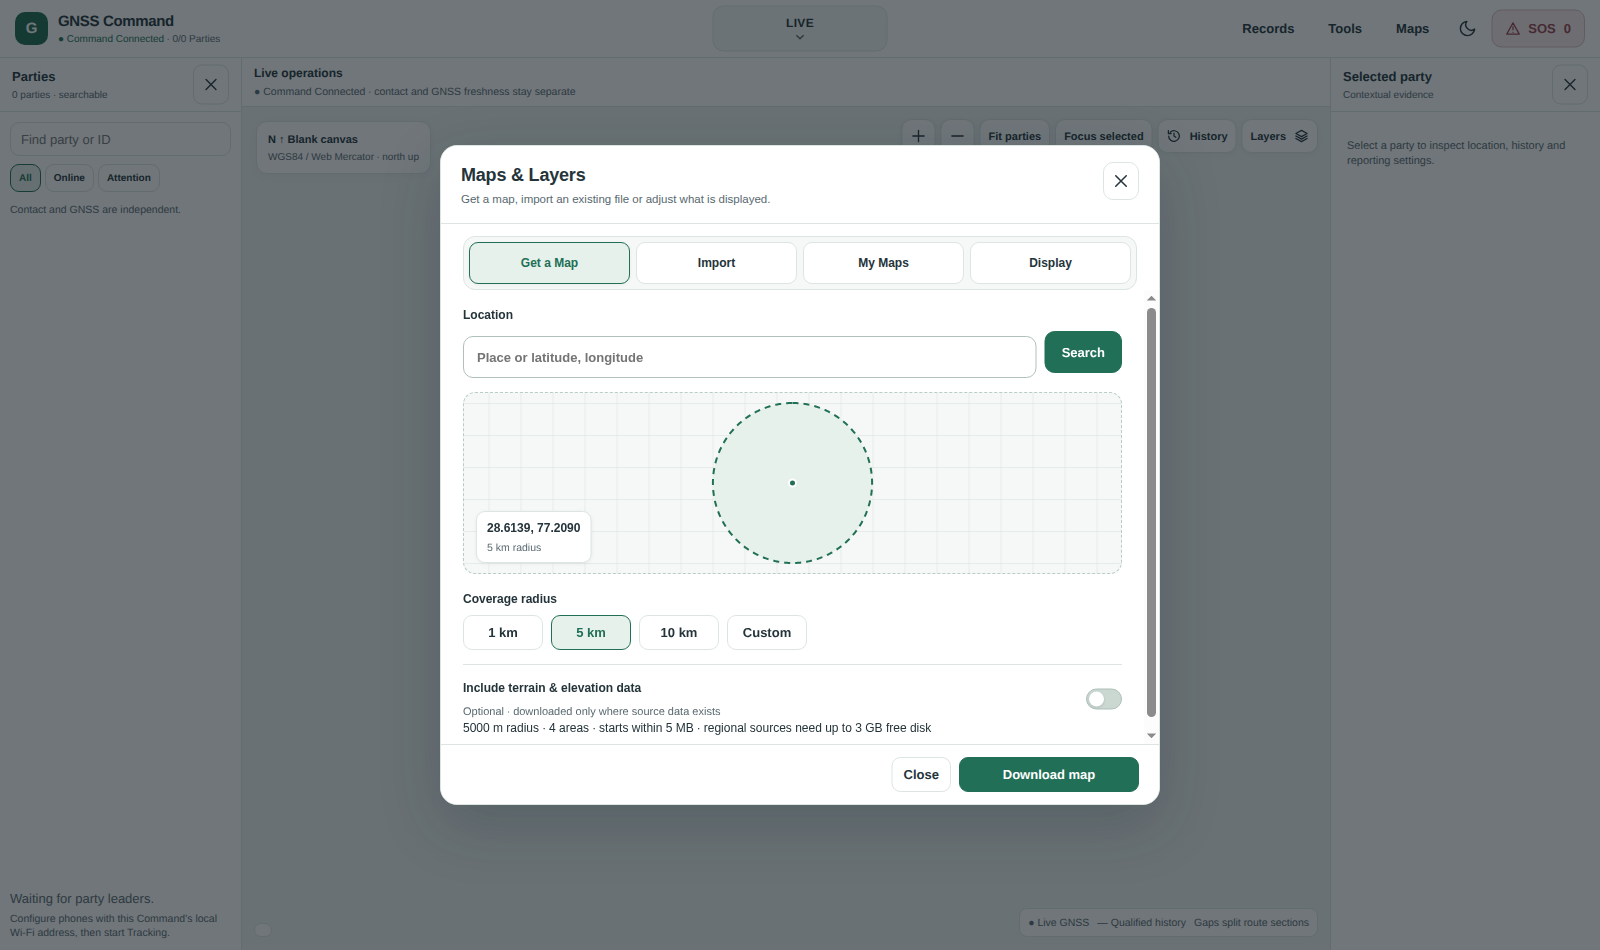 G
GNSS Command
● Command Connected · 0/0 Parties
LIVE
Records
Tools
Maps
SOS 0
Parties
0 parties · searchable
Find party or ID
All
Online
Attention
Contact and GNSS are independent.
Waiting for party leaders.
Configure phones with this Command's local
Wi-Fi address, then start Tracking.
Live operations
● Command Connected · contact and GNSS freshness stay separate
N ↑ Blank canvas
WGS84 / Web Mercator · north up
Fit parties
Focus selected
History
Layers
Maps & Layers
Get a map, import an existing file or adjust what is displayed.
Get a Map
Import
My Maps
Display
Location
Place or latitude, longitude
Search
28.6139, 77.2090
5 km radius
Coverage radius
1 km
5 km
10 km
Custom
Include terrain & elevation data
Optional · downloaded only where source data exists
5000 m radius · 4 areas · starts within 5 MB · regional sources need up to 3 GB free disk
Close
Download map
● Live GNSS — Qualified history Gaps split route sections
Selected party
Contextual evidence
Select a party to inspect location, history and
reporting settings.